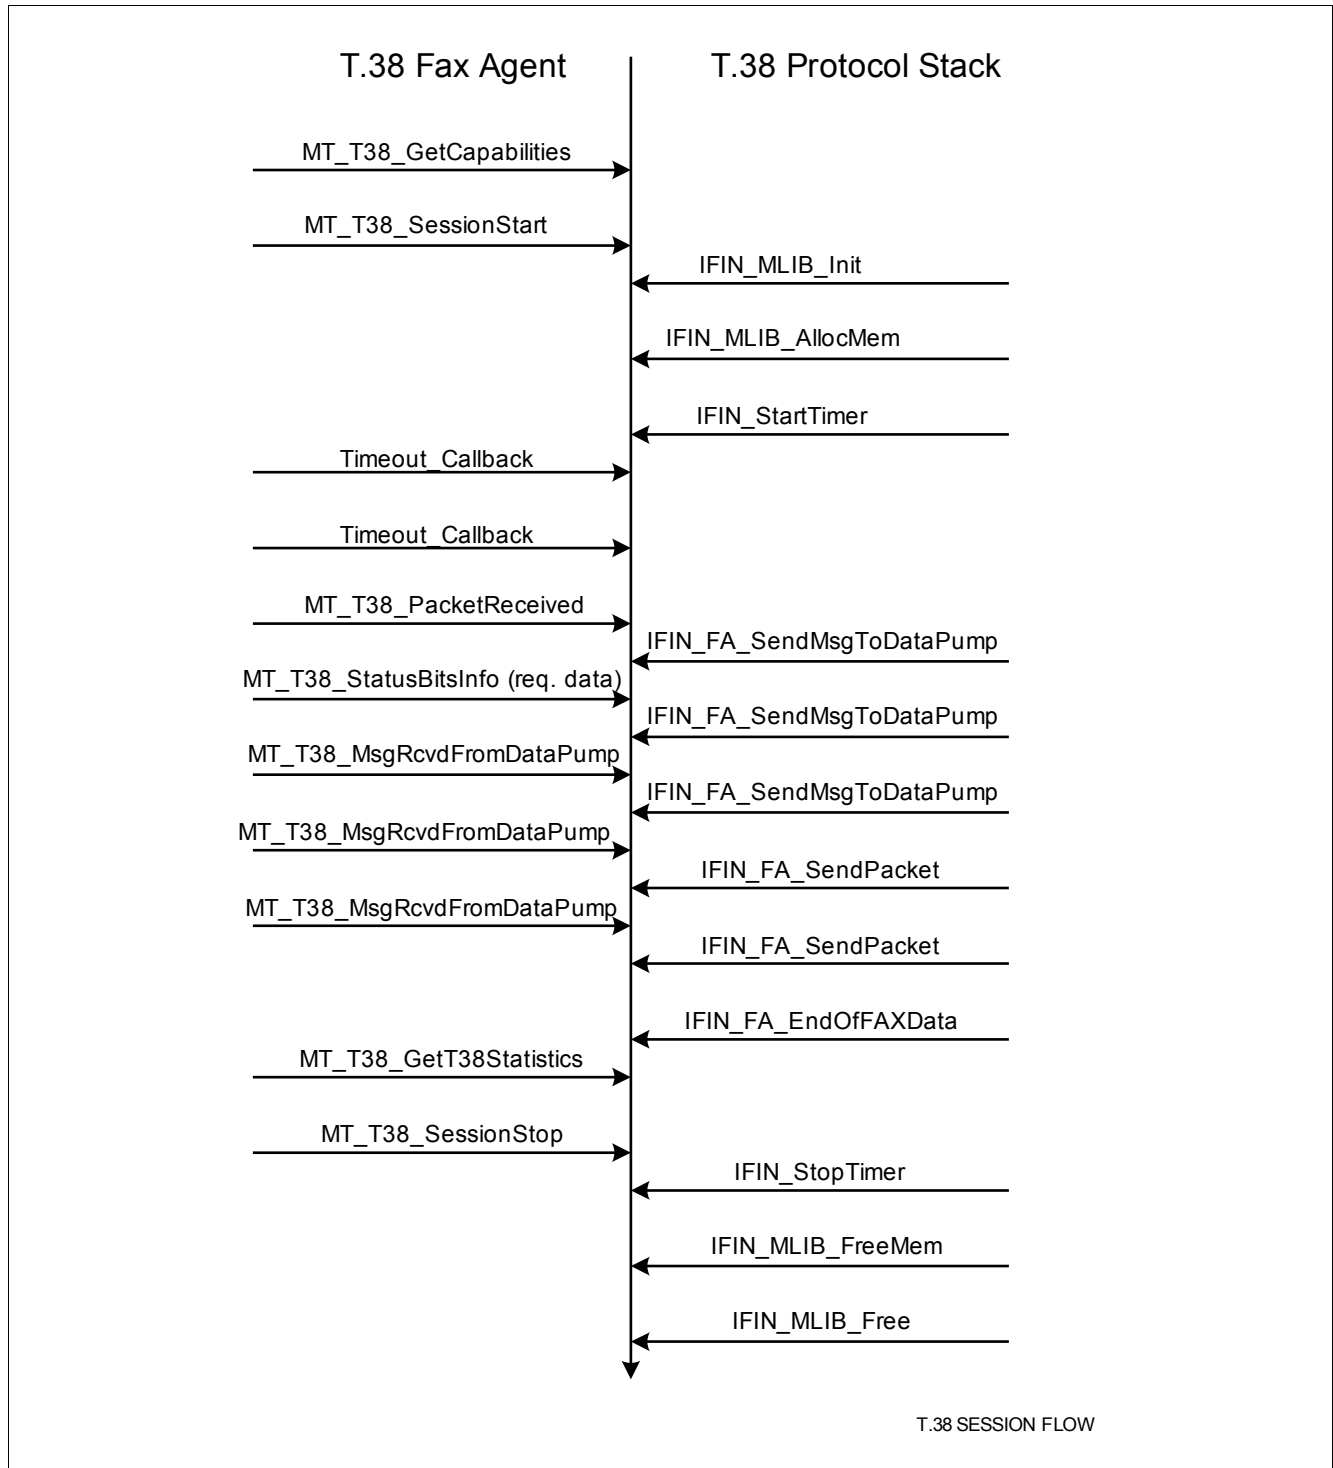 T.38 Fax Agent
T.38 Protocol Stack
MT_T38_GetCapabilities
MT_T38_SessionStart
IFIN_MLIB_Init
IFIN_MLIB_AllocMem
IFIN_StartTimer
Timeout_Callback
Timeout_Callback
MT_T38_PacketReceived
IFIN_FA_SendMsgToDataPump
MT_T38_StatusBitsInfo (req. data)
IFIN_FA_SendMsgToDataPump
MT_T38_MsgRcvdFromDataPump
IFIN_FA_SendMsgToDataPump
MT_T38_MsgRcvdFromDataPump
IFIN_FA_SendPacket
MT_T38_MsgRcvdFromDataPump
IFIN_FA_SendPacket
IFIN_FA_EndOfFAXData
MT_T38_GetT38Statistics
MT_T38_SessionStop
IFIN_StopTimer
IFIN_MLIB_FreeMem
IFIN_MLIB_Free
T.38 SESSION FLOW